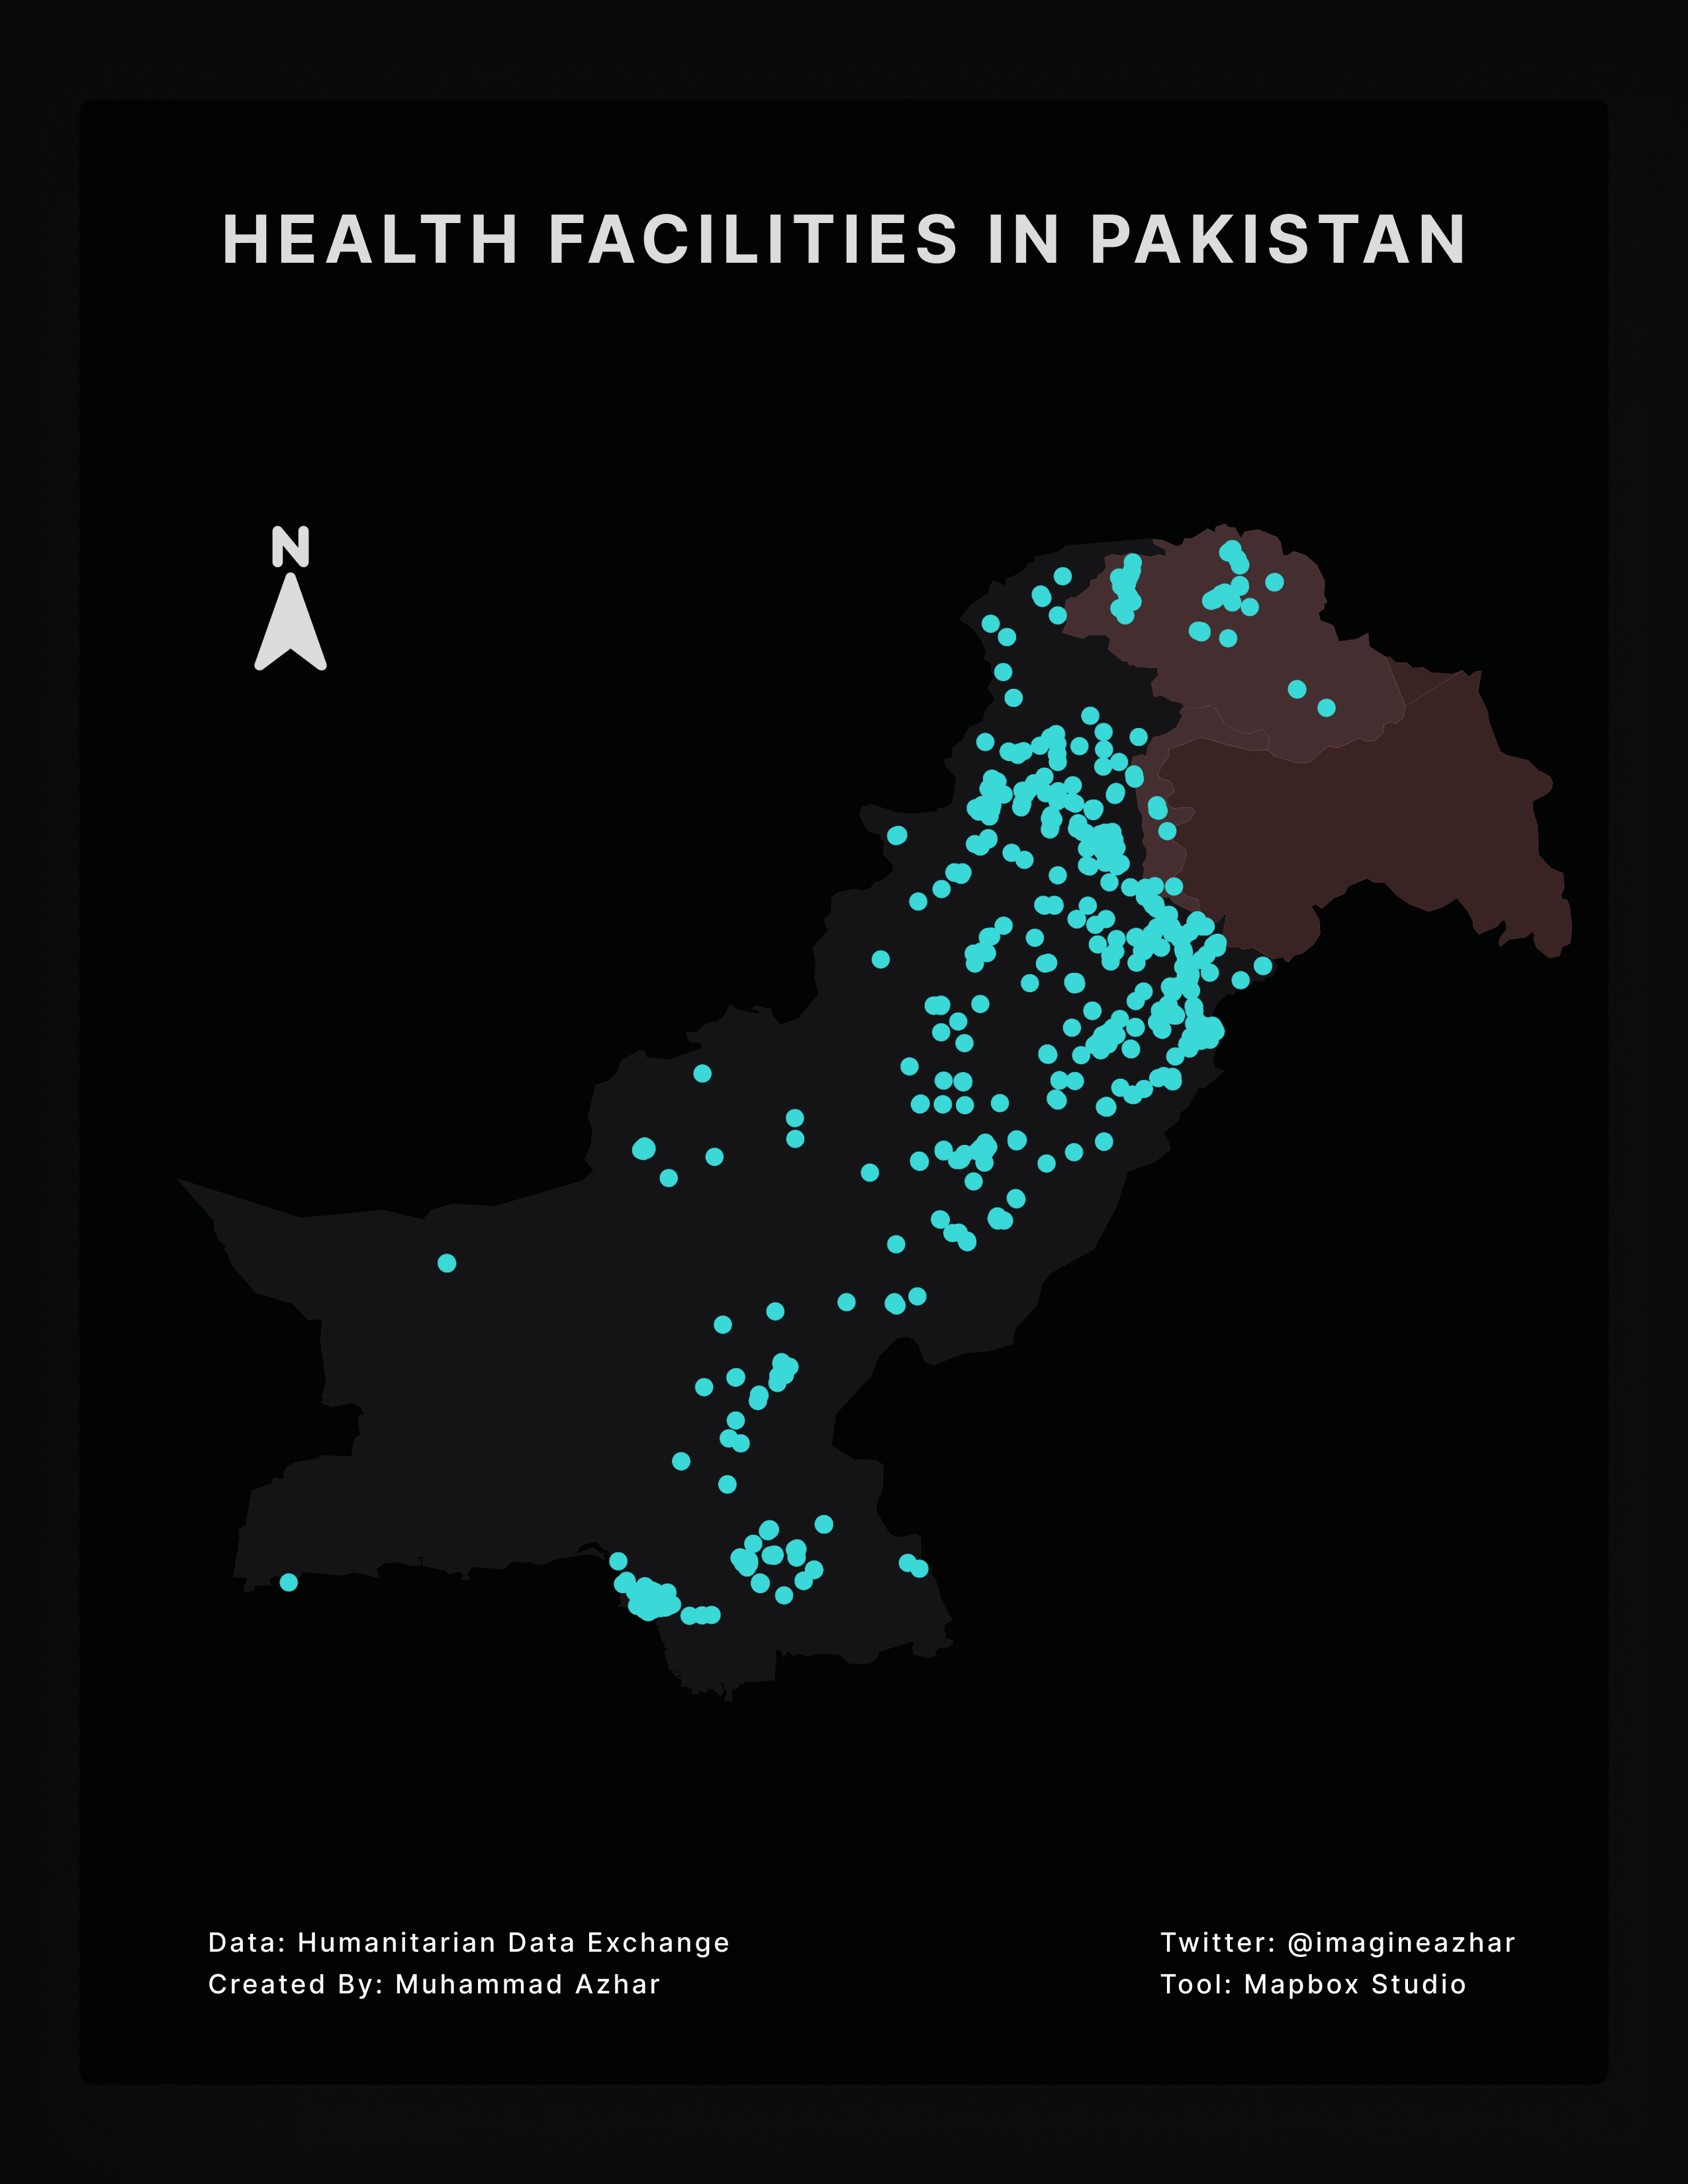 HEALTH FACILITIES IN PAKISTAN
N
Data: Humanitarian Data Exchange
Created By: Muhammad Azhar
Twitter: @imagineazhar
Tool: Mapbox Studio